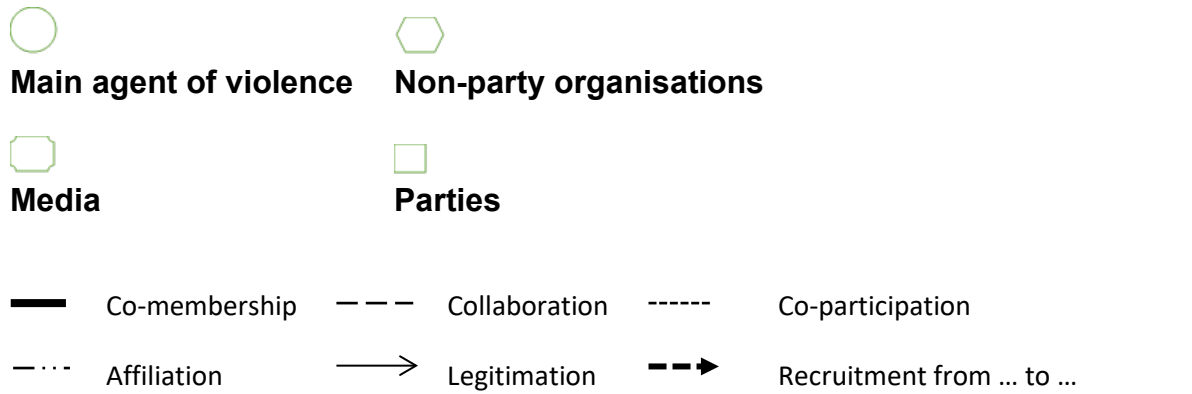 Main agent of violence Non-party organisations
Media Parties
Co-membership Collaboration Co-participation
Affiliation Legitimation Recruitment from ... to ...